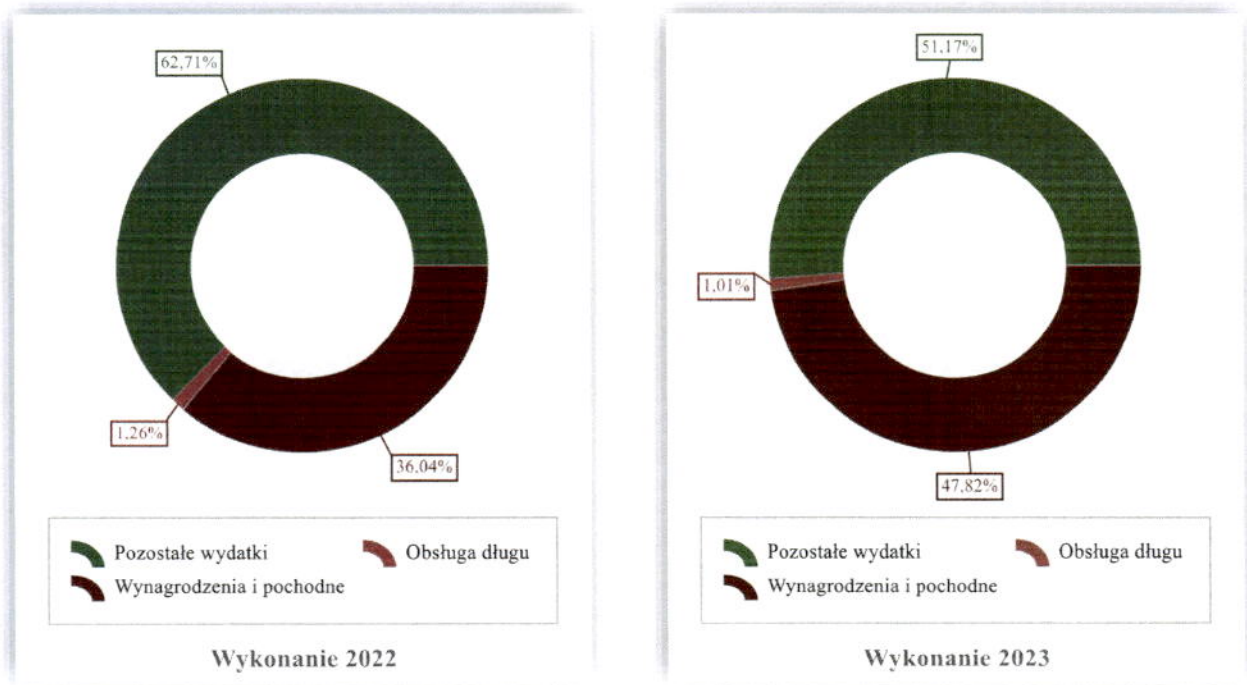 62,71%
1,26%
36,04%
Pozostałe wydatki
Obsługa długu
Wynagrodzenia i pochodne
Wykonanie 2022
51,17%
1,01%
47,82%
Pozostałe wydatki
Obsługa długu
Wynagrodzenia i pochodne
Wykonanie 2023